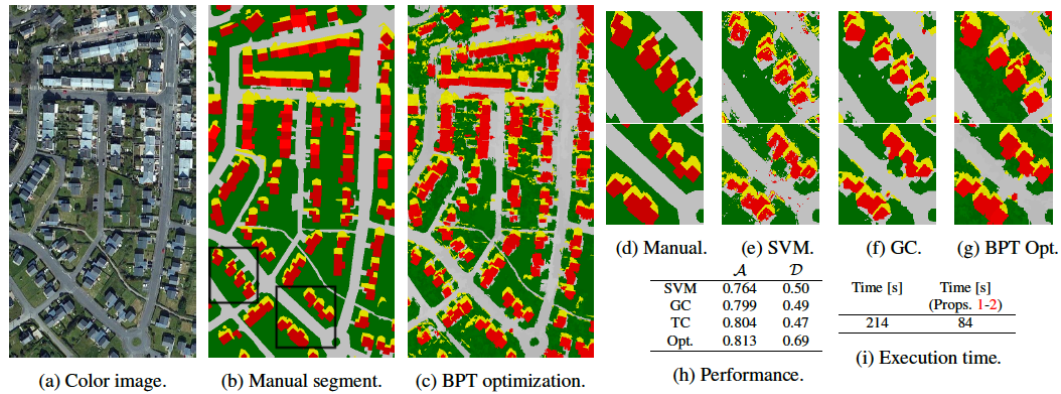 (a) Color image.
(b) Manual segment.
(c) BPT optimization.
(d) Manual.
(e) SVM.
(f) GC.
(g) BPT Opt.
𝒜 𝒟
SVM 0.764 0.50
GC 0.799 0.49
TC 0.804 0.47
Opt. 0.813 0.69
(h) Performance.
Time [s] Time [s]
(Props. 1-2)
214 84
(i) Execution time.